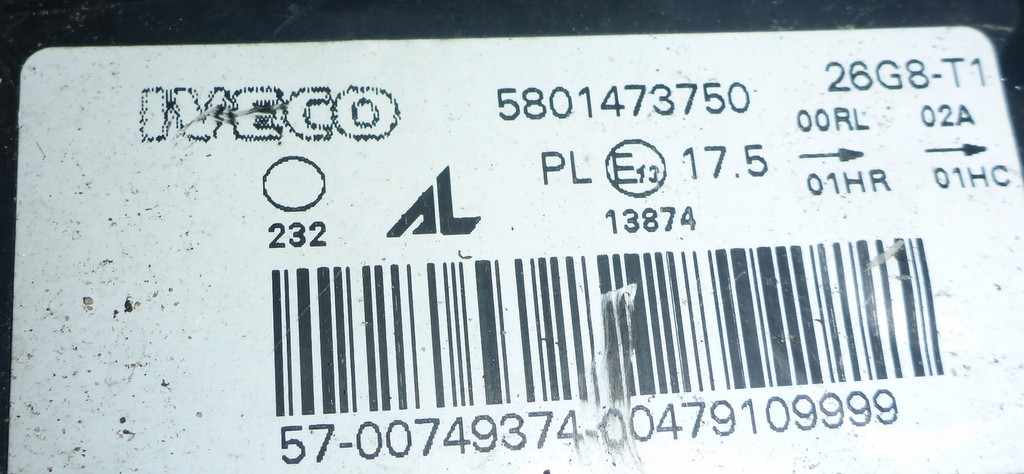 26G8-T1
IVECO 5801473750
00RL 02A
PL E13 17.5
01HR 01HC
232 AL 13874
57-00749374 00479109999